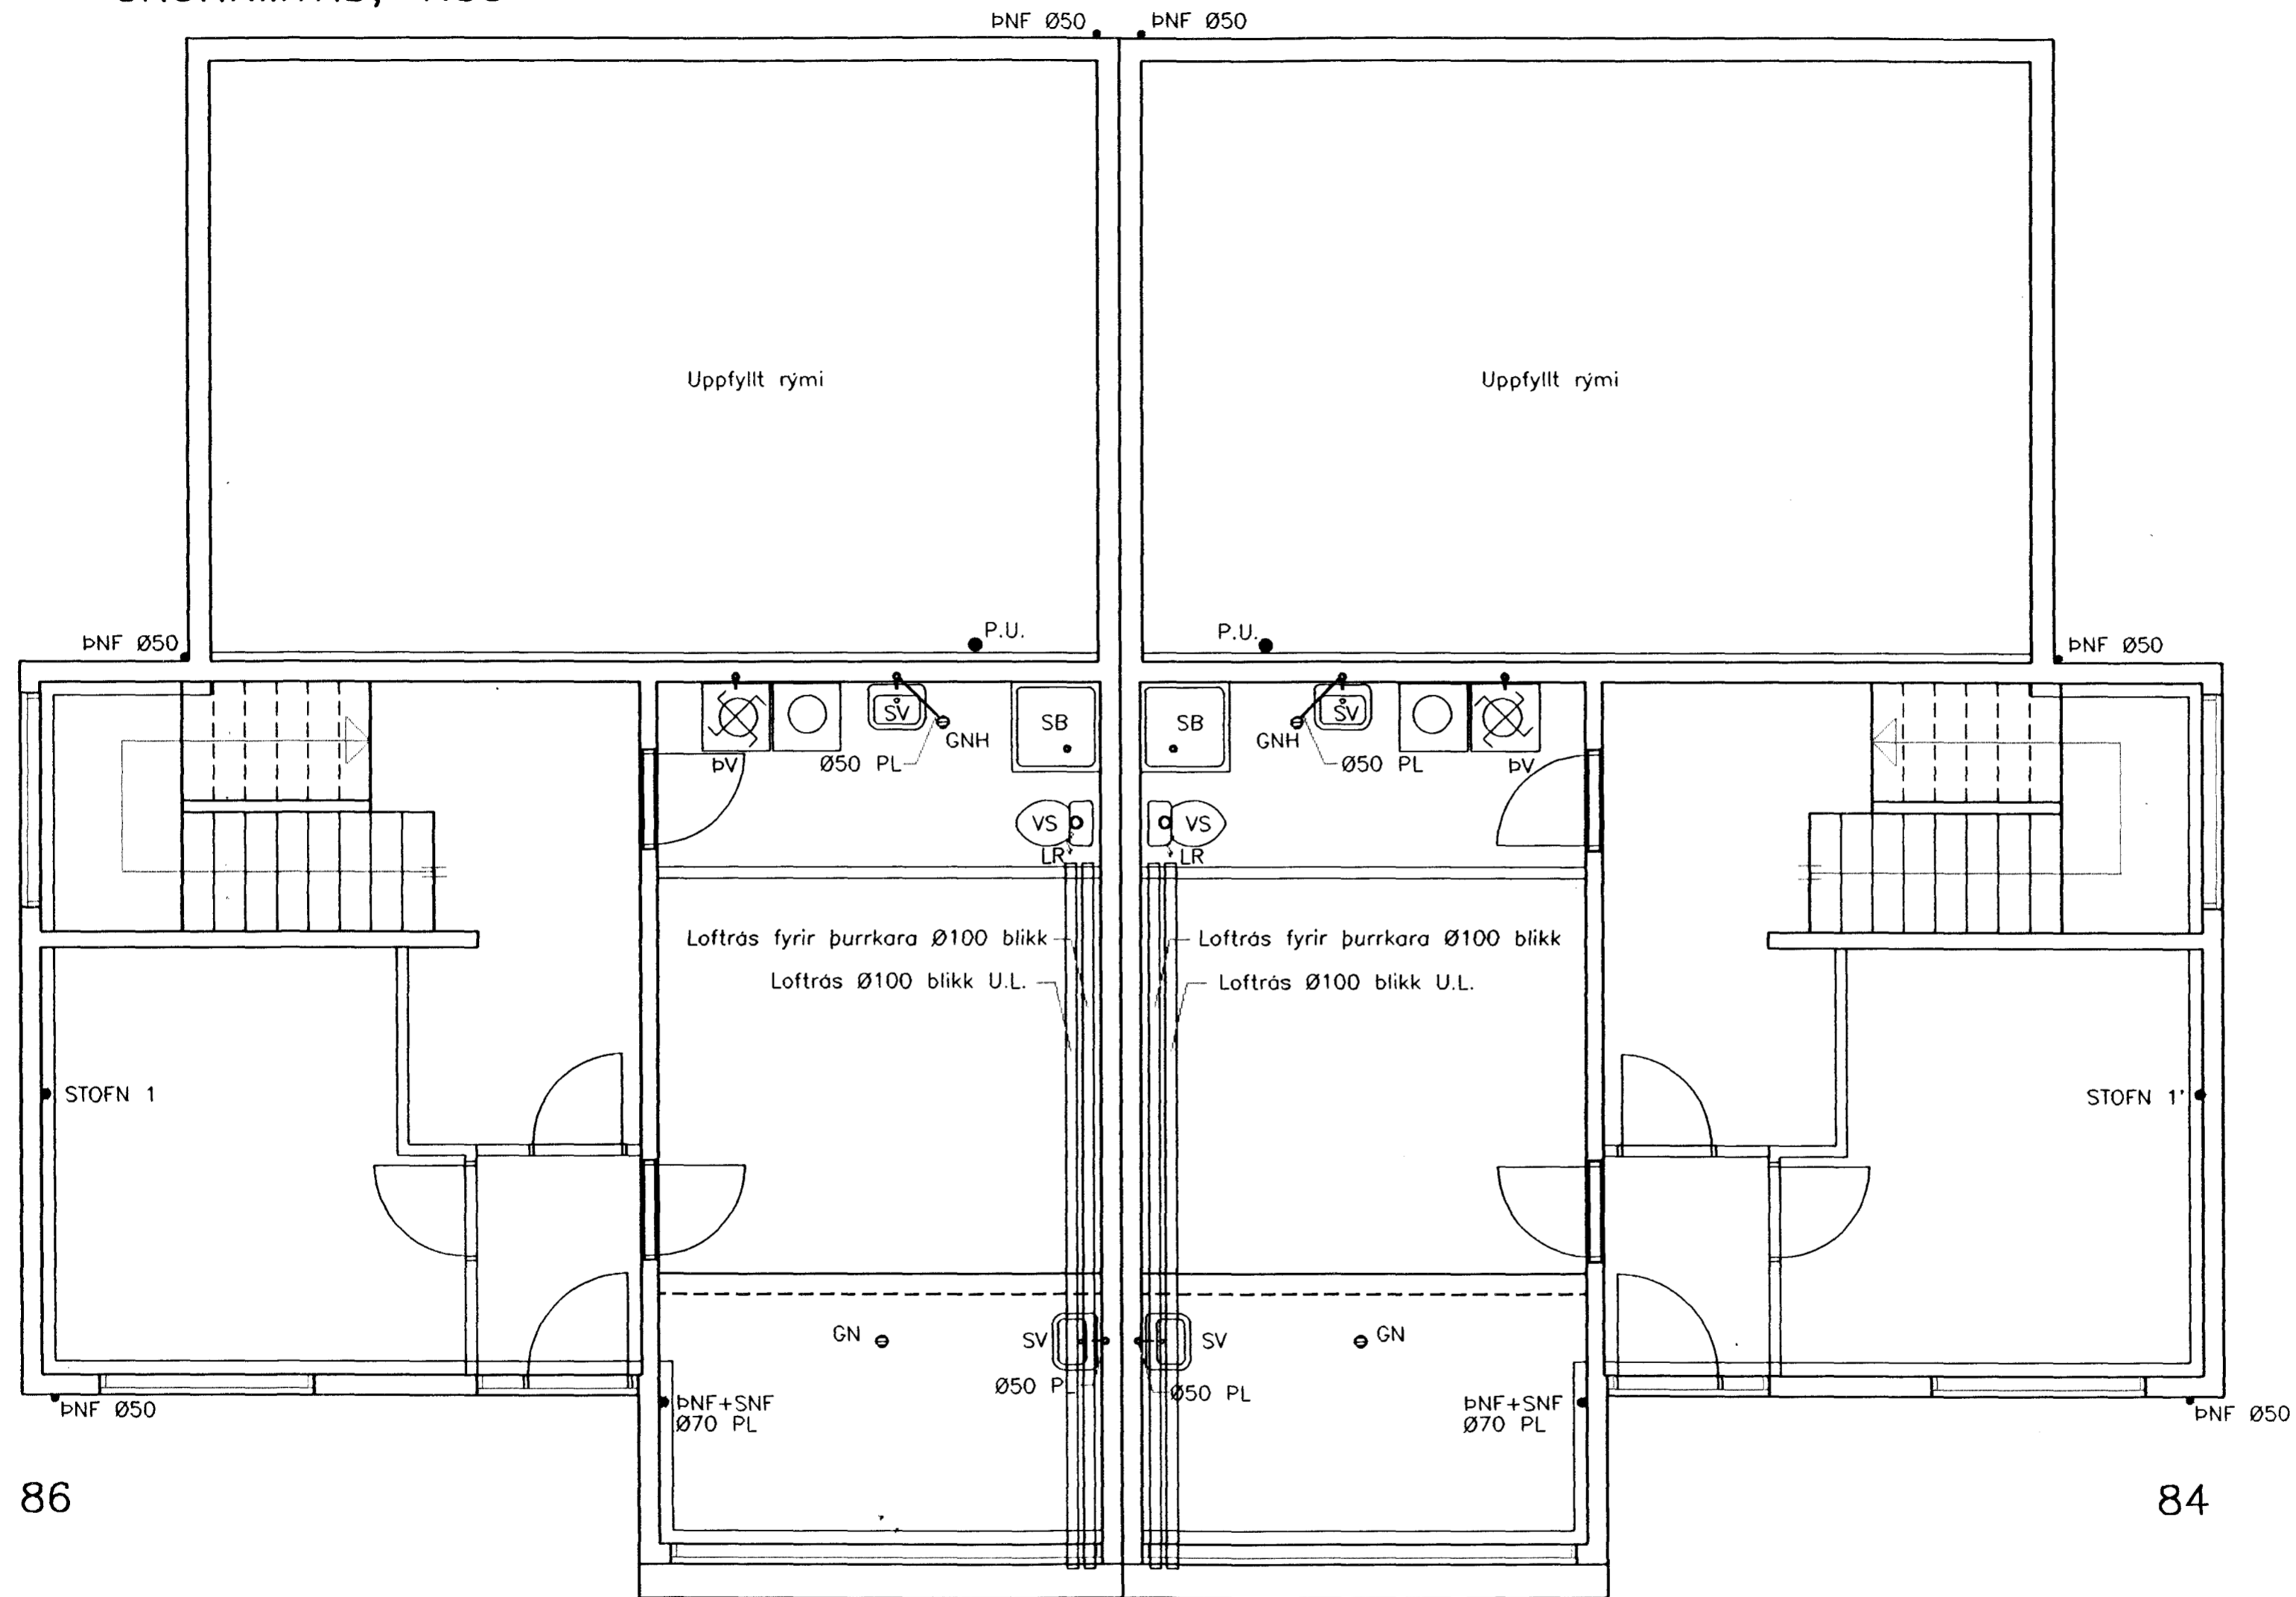 ÞNF Ø50
ÞNF Ø50
Uppfyllt rými
Uppfyllt rými
P.U.
P.U.
ÞNF Ø50
ÞNF Ø50
SV
SB
SB
SV
GNH
GNH
ÞV
Ø50 PL
Ø50 PL
ÞV
VS
VS
LR
LR
Loftrás fyrir þurrkara Ø100 blikk
Loftrás fyrir þurrkara Ø100 blikk
Loftrás Ø100 blikk U.L.
Loftrás Ø100 blikk U.L.
STOFN 1
STOFN 1'
GN
SV
SV
GN
Ø50 PL
Ø50 PL
ÞNF Ø50
ÞNF+SNF
Ø70 PL
ÞNF+SNF
Ø70 PL
ÞNF Ø50
86
84